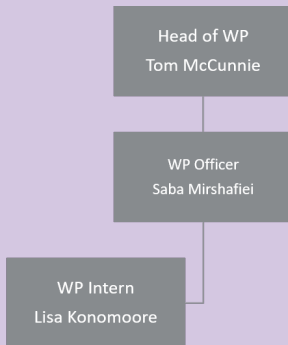 Head of WP
Tom McCunnie
WP Officer
Saba Mirshafiei
WP Intern
Lisa Konomoore